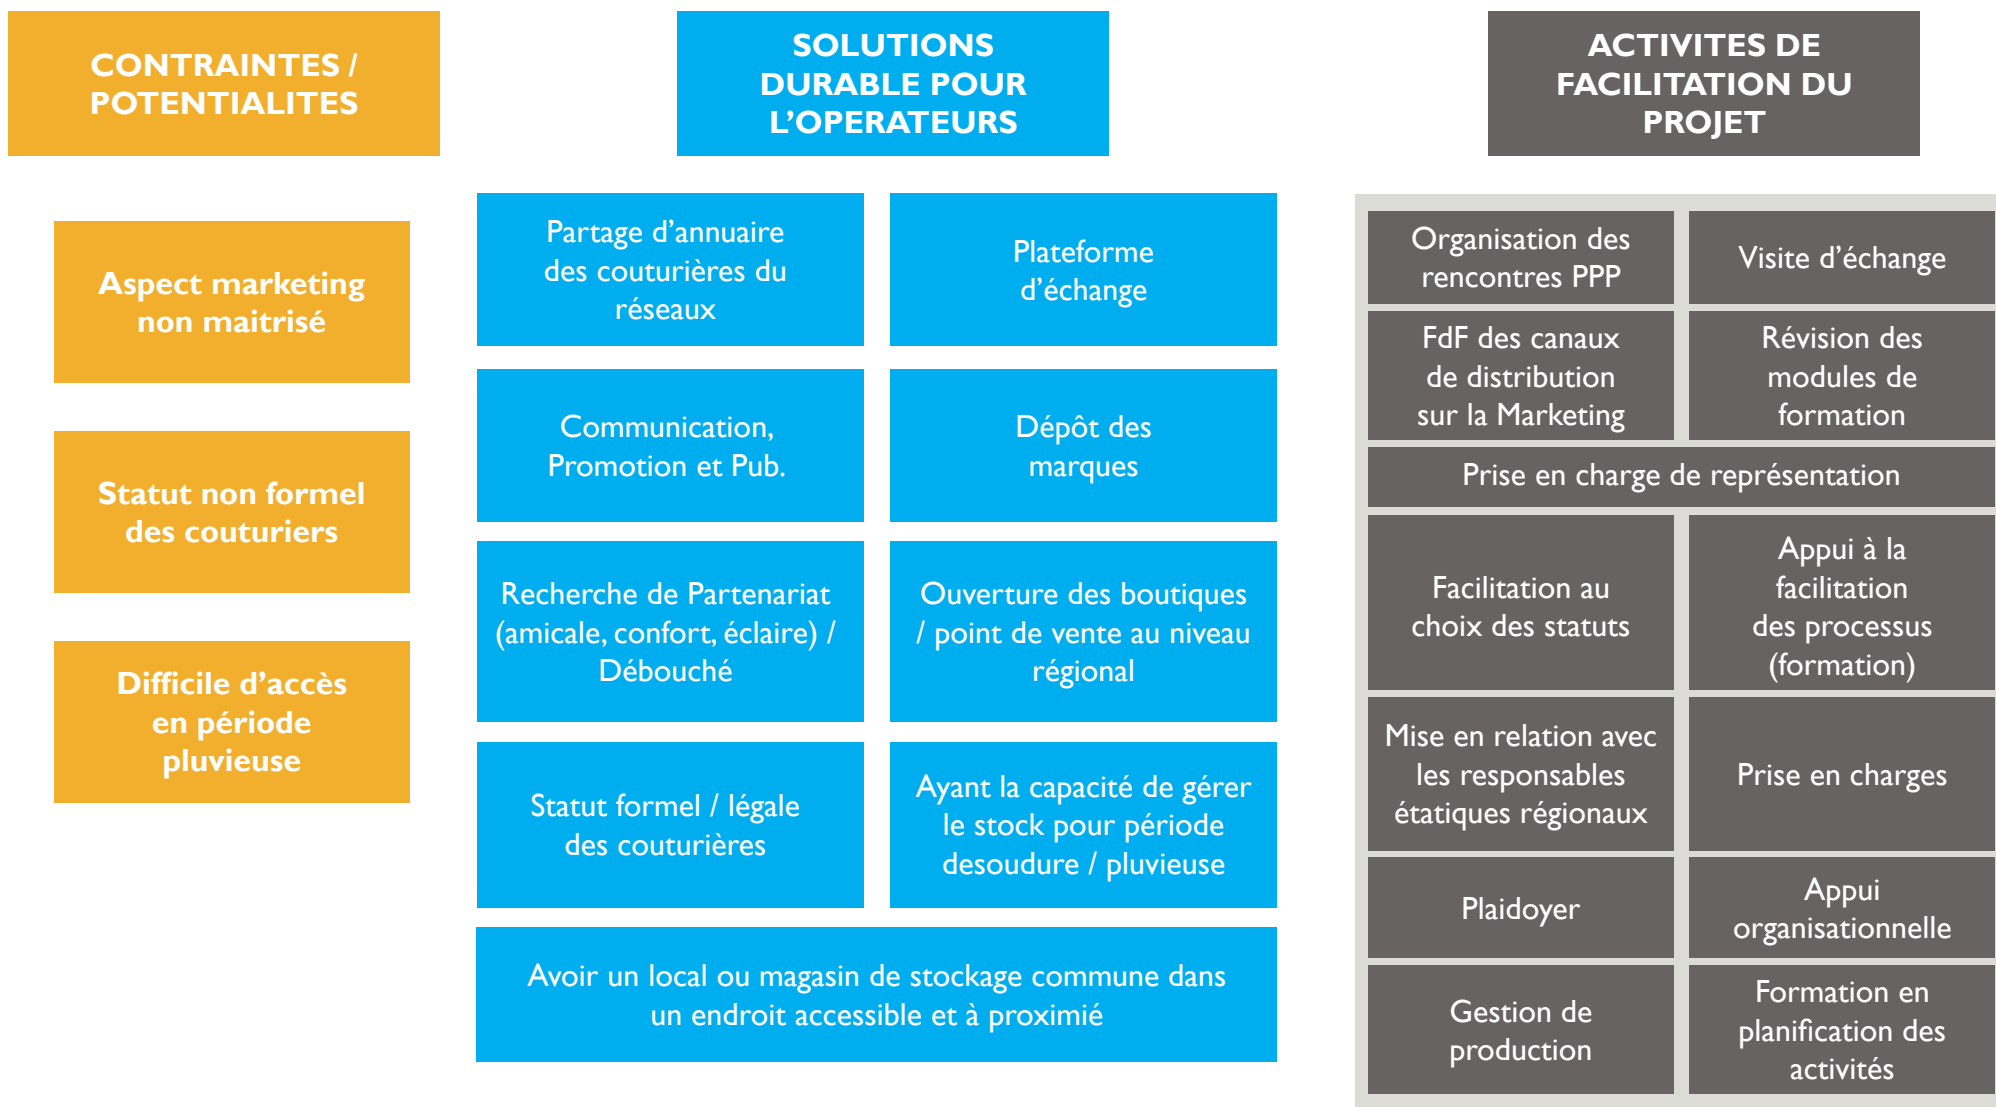 CONTRAINTES /
POTENTIALITES
Aspect marketing
non maitrisé
Statut non formel
des couturiers
Difficile d’accès
en période
pluvieuse
SOLUTIONS
DURABLE POUR
L’OPERATEURS
Partage d’annuaire
des couturières du
réseaux
Plateforme
d’échange
Communication,
Promotion et Pub.
Dépôt des
marques
Recherche de Partenariat
(amicale, confort, éclaire) /
Débouché
Ouverture des boutiques
/ point de vente au niveau
régional
Statut formel / légale
des couturières
Ayant la capacité de gérer
le stock pour période
desoudure / pluvieuse
Avoir un local ou magasin de stockage commune dans
un endroit accessible et à proximié
ACTIVITES DE
FACILITATION DU
PROJET
Organisation des
rencontres PPP
Visite d’échange
FdF des canaux
de distribution
sur la Marketing
Révision des
modules de
formation
Prise en charge de représentation
Facilitation au
choix des statuts
Appui à la
facilitation
des processus
(formation)
Mise en relation avec
les responsables
étatiques régionaux
Prise en charges
Plaidoyer
Appui
organisationnelle
Gestion de
production
Formation en
planification des
activités